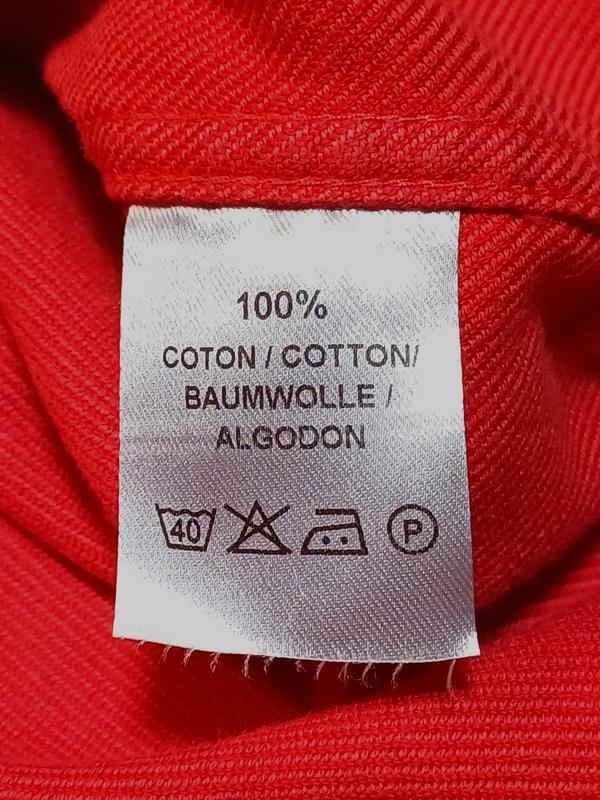 100%
COTON / COTTON/
BAUMWOLLE /
ALGODON
40 P